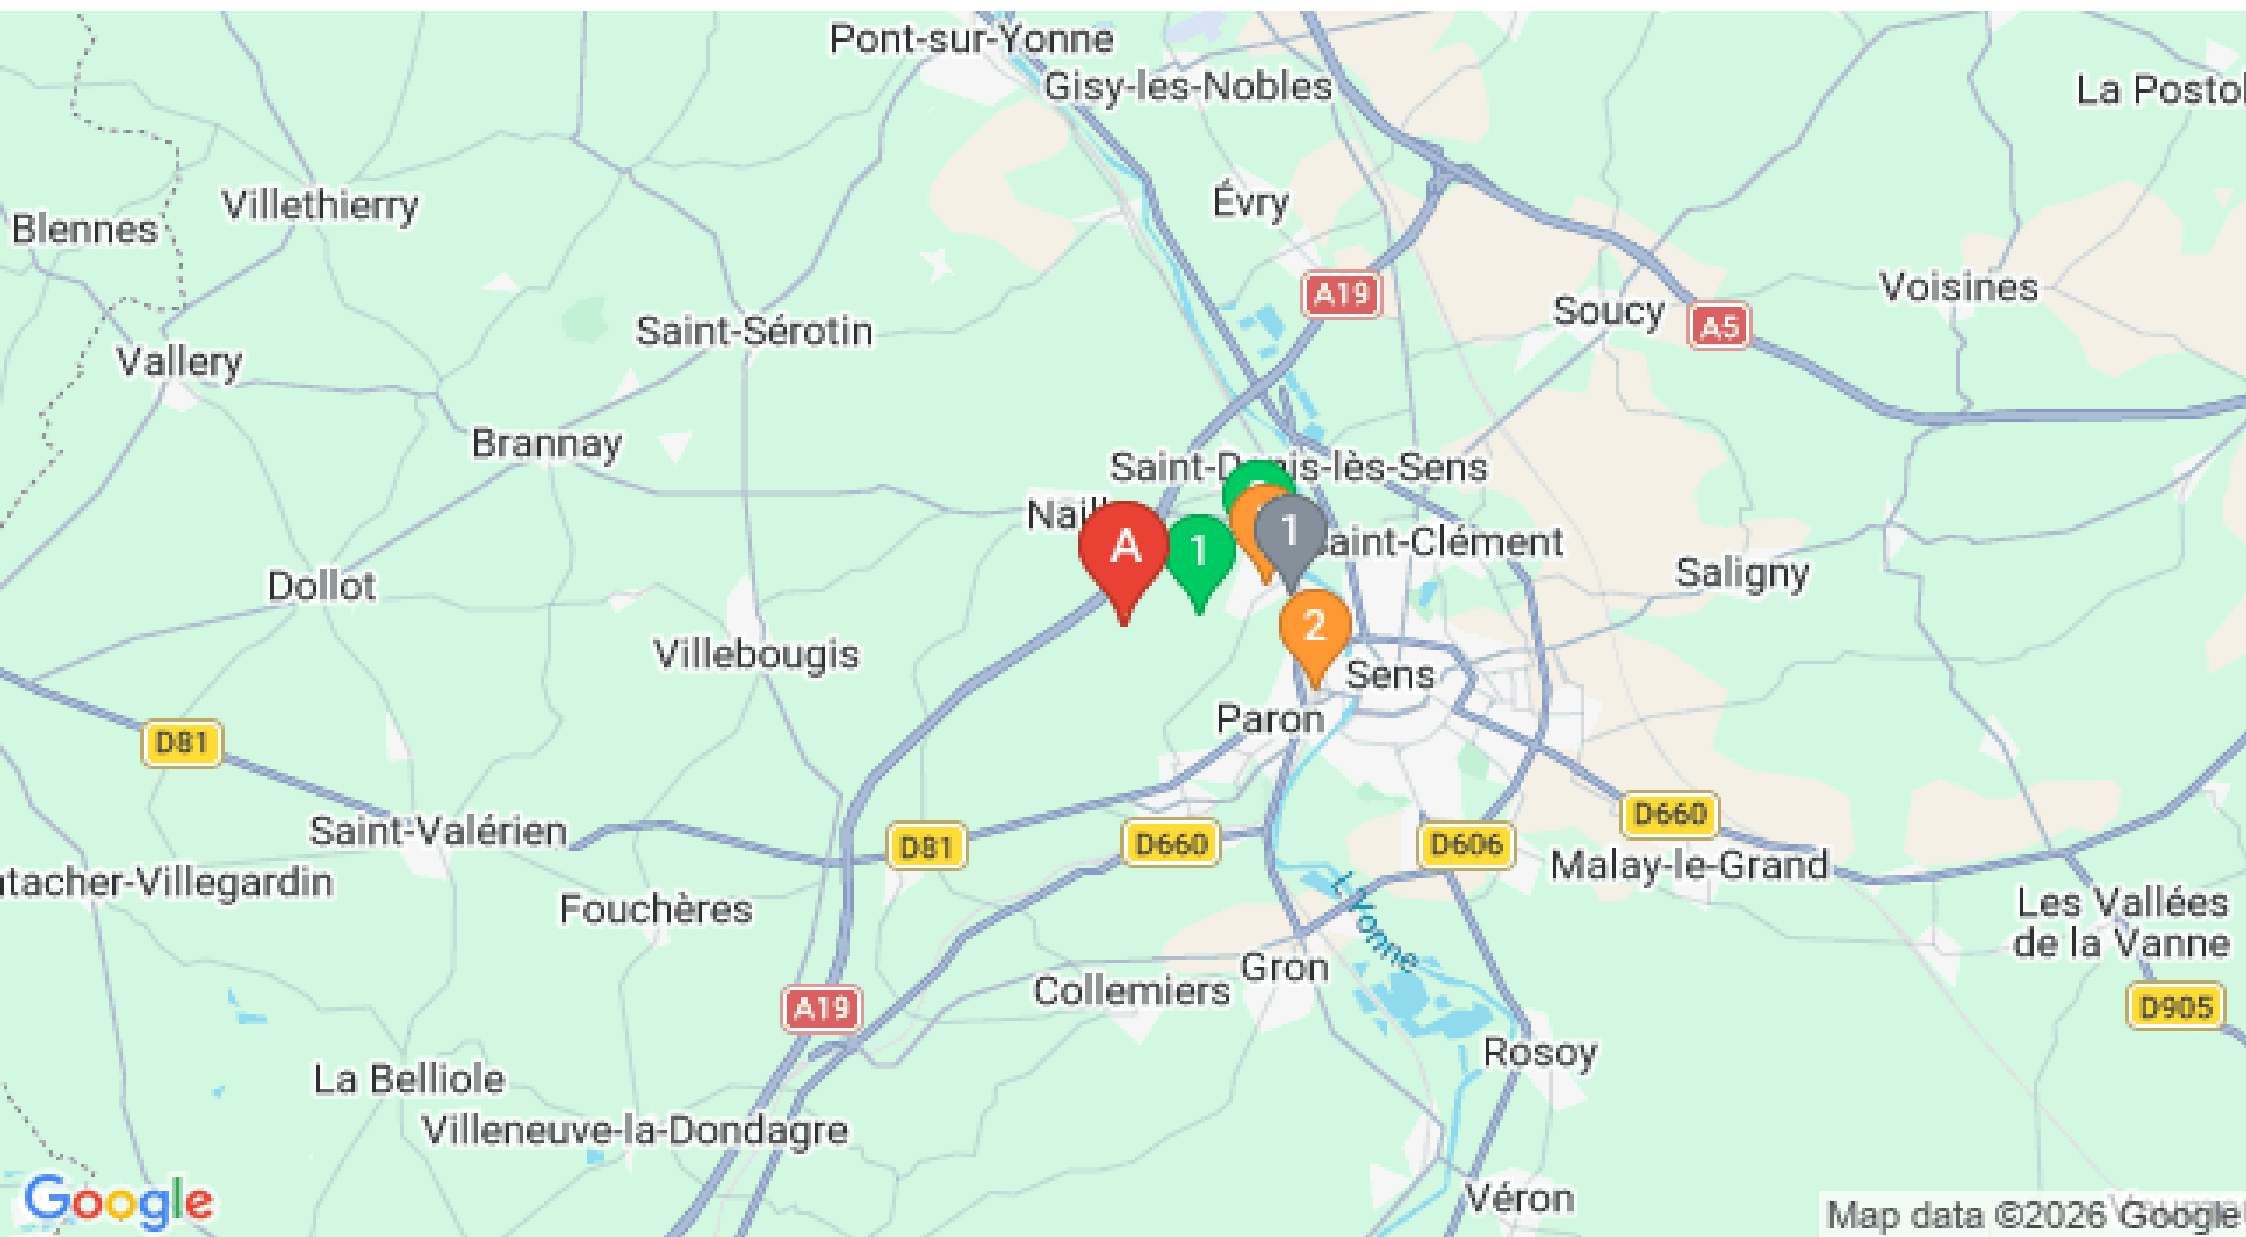 Pont-sur-Yonne
Gisy-les-Nobles
La Postol
Villethierry
Évry
Blennes
A19
Voisines
Soucy
A5
Saint-Sérotin
Vallery
Brannay
Saint-Denis-lès-Sens
Naill
A
1
1
Saint-Clément
Saligny
Dollot
2
Villebougis
Sens
Paron
D81
D660
Saint-Valérien
D81
D660
D606
Malay-le-Grand
tacher-Villegardin
Fouchères
Les Vallées
de la Vanne
L'Yonne
Gron
Collemiers
A19
D905
Rosoy
La Belliole
Villeneuve-la-Dondagre
Véron
Google
Map data ©2026 Google